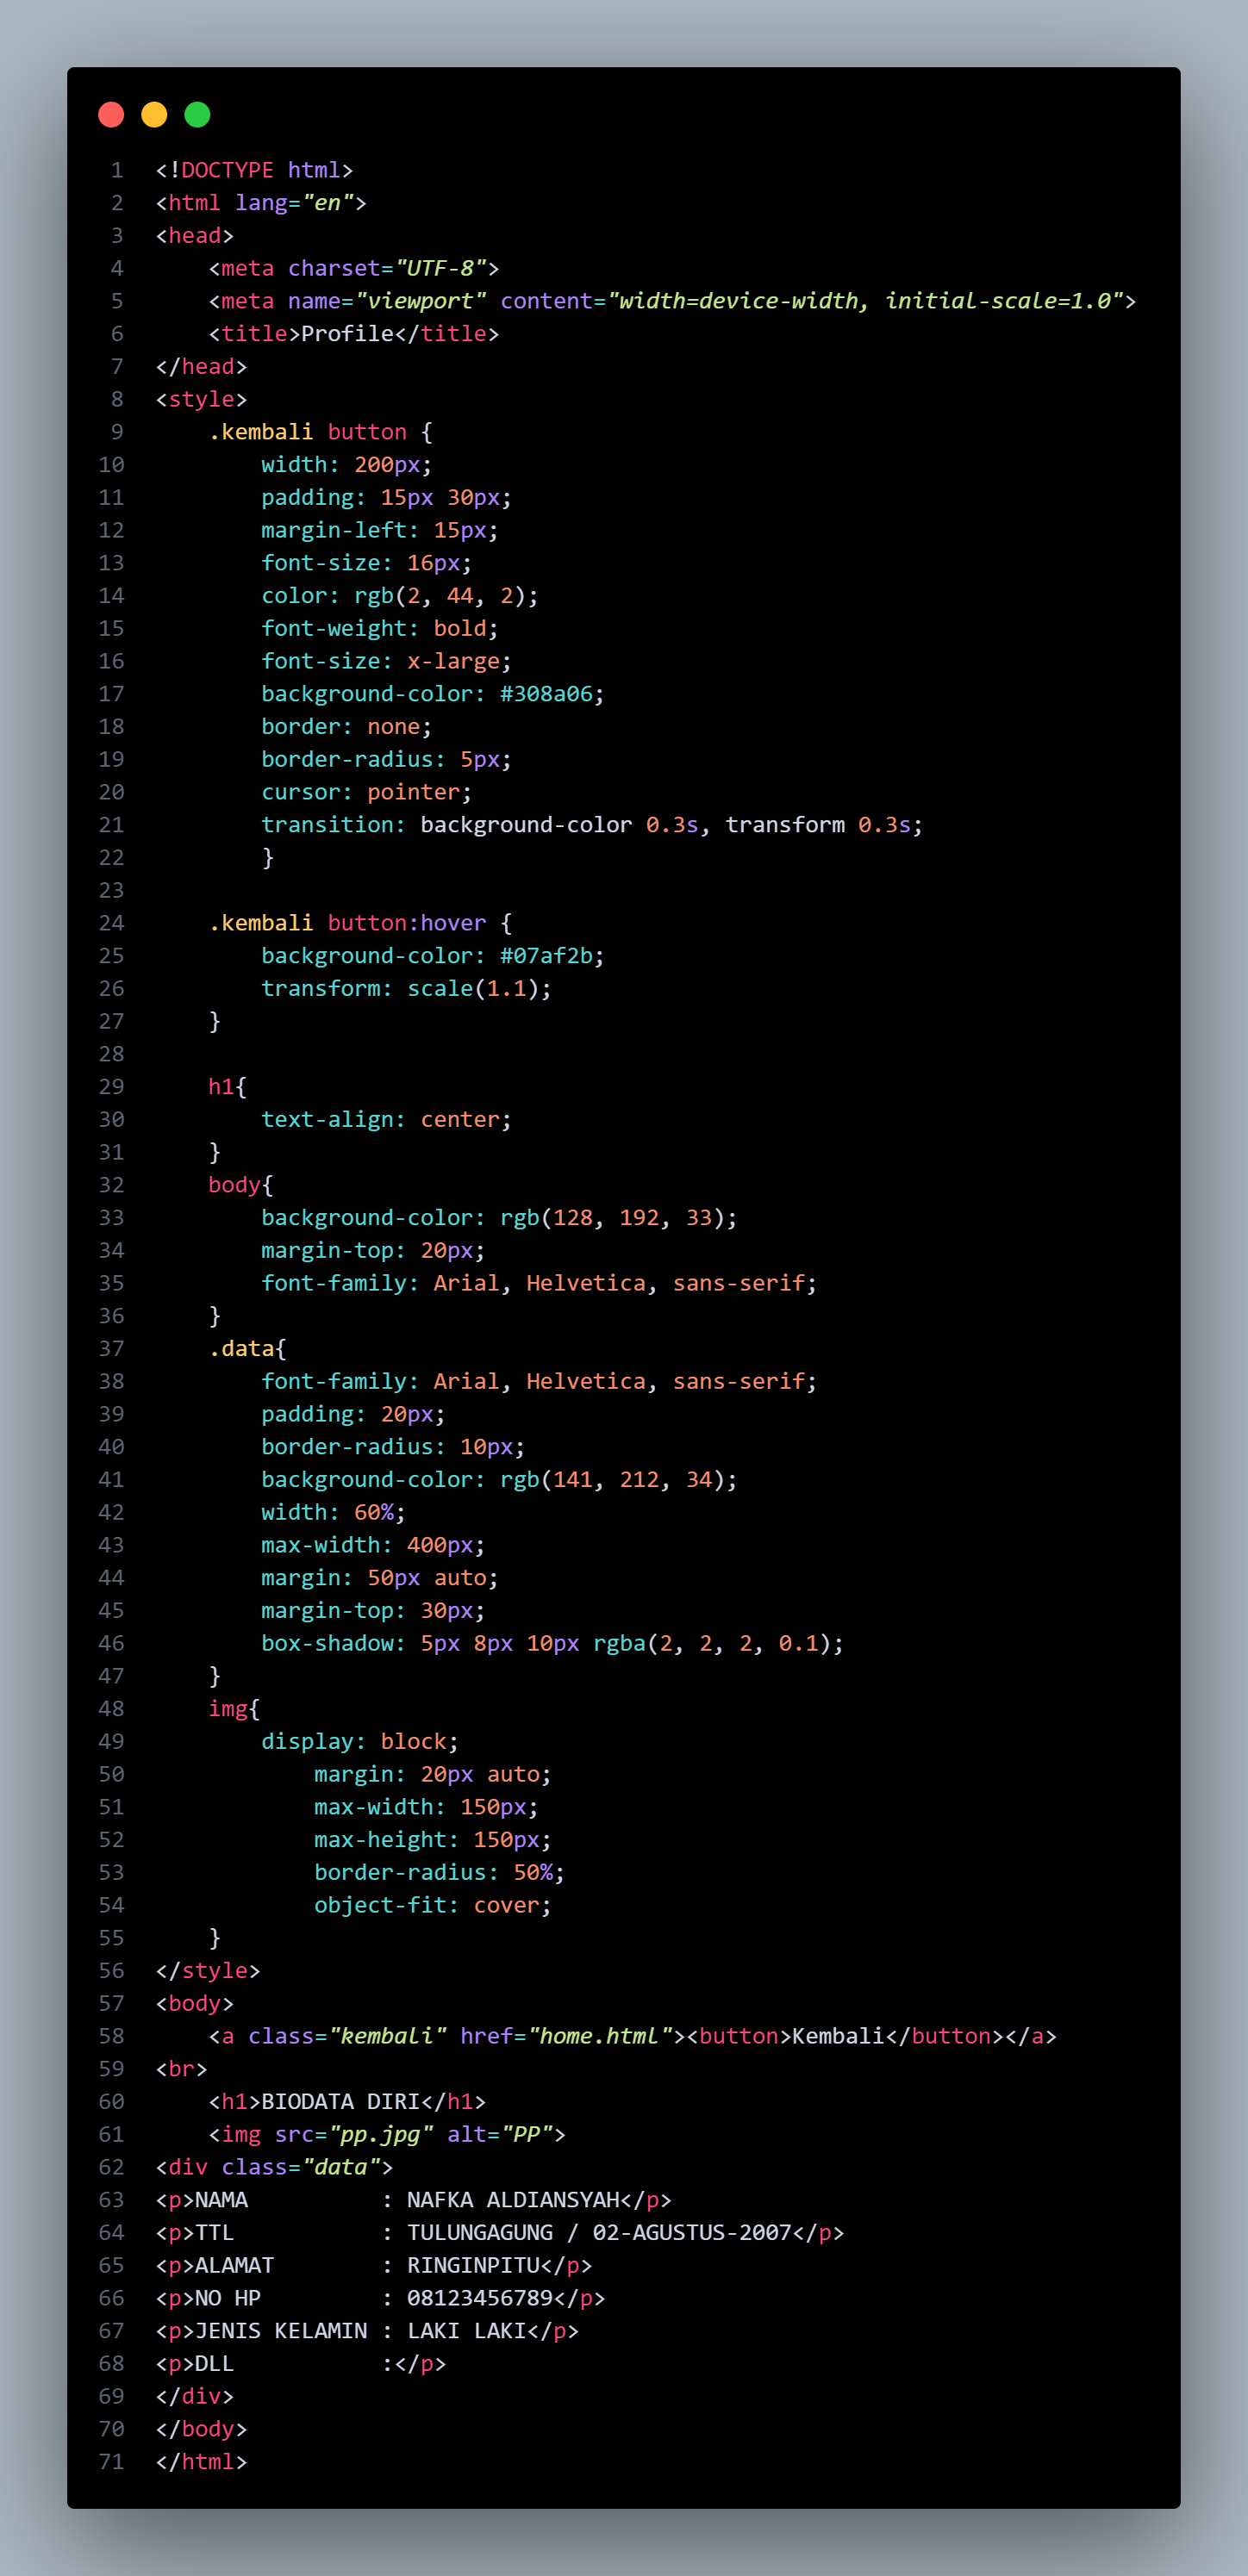 1 <!DOCTYPE html>
2 <html lang="en">
3 <head>
4     <meta charset="UTF-8">
5     <meta name="viewport" content="width=device-width, initial-scale=1.0">
6     <title>Profile</title>
7 </head>
8 <style>
9     .kembali button {
10         width: 200px;
11         padding: 15px 30px;
12         margin-left: 15px;
13         font-size: 16px;
14         color: rgb(2, 44, 2);
15         font-weight: bold;
16         font-size: x-large;
17         background-color: #308a06;
18         border: none;
19         border-radius: 5px;
20         cursor: pointer;
21         transition: background-color 0.3s, transform 0.3s;
22         }
23
24     .kembali button:hover {
25         background-color: #07af2b;
26         transform: scale(1.1);
27     }
28
29     h1{
30         text-align: center;
31     }
32     body{
33         background-color: rgb(128, 192, 33);
34         margin-top: 20px;
35         font-family: Arial, Helvetica, sans-serif;
36     }
37     .data{
38         font-family: Arial, Helvetica, sans-serif;
39         padding: 20px;
40         border-radius: 10px;
41         background-color: rgb(141, 212, 34);
42         width: 60%;
43         max-width: 400px;
44         margin: 50px auto;
45         margin-top: 30px;
46         box-shadow: 5px 8px 10px rgba(2, 2, 2, 0.1);
47     }
48     img{
49         display: block;
50             margin: 20px auto;
51             max-width: 150px;
52             max-height: 150px;
53             border-radius: 50%;
54             object-fit: cover;
55     }
56 </style>
57 <body>
58     <a class="kembali" href="home.html"><button>Kembali</button></a>
59 <br>
60     <h1>BIODATA DIRI</h1>
61     <img src="pp.jpg" alt="PP">
62 <div class="data">
63 <p>NAMA          : NAFKA ALDIANSYAH</p>
64 <p>TTL           : TULUNGAGUNG / 02-AGUSTUS-2007</p>
65 <p>ALAMAT        : RINGINPITU</p>
66 <p>NO HP         : 08123456789</p>
67 <p>JENIS KELAMIN : LAKI LAKI</p>
68 <p>DLL           :</p>
69 </div>
70 </body>
71 </html>